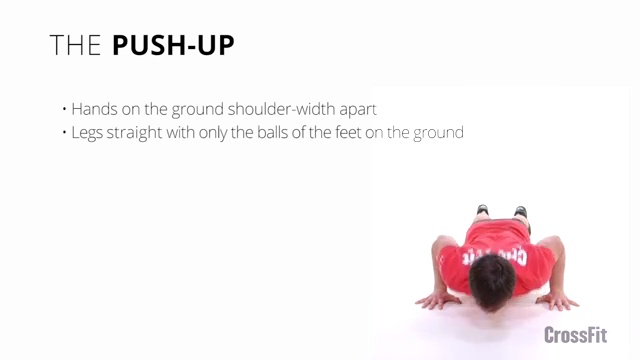 THE PUSH-UP
• Hands on the ground shoulder-width apart
• Legs straight with only the balls of the feet on the ground
CrossFit